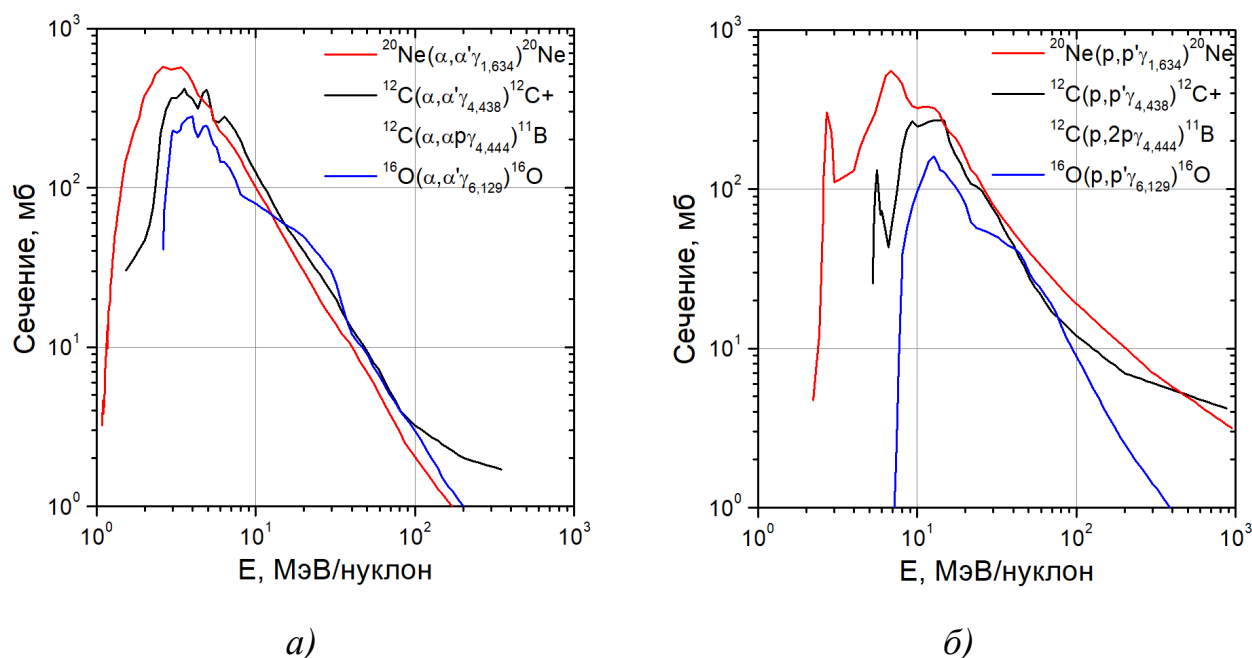 ²⁰Ne(α,α'γ₁,₆₃₄)²⁰Ne
¹²C(α,α'γ₄,₄₃₈)¹²C+
¹²C(α,αpγ₄,₄₄₄)¹¹B
¹⁶O(α,α'γ₆,₁₂₉)¹⁶O
Сечение, мб
10³
10²
10¹
10⁰
10⁰ 10¹ 10² 10³
E, МэВ/нуклон
а)
²⁰Ne(p,p'γ₁,₆₃₄)²⁰Ne
¹²C(p,p'γ₄,₄₃₈)¹²C+
¹²C(p,2pγ₄,₄₄₄)¹¹B
¹⁶O(p,p'γ₆,₁₂₉)¹⁶O
Сечение, мб
10³
10²
10¹
10⁰
10⁰ 10¹ 10² 10³
E, МэВ/нуклон
б)